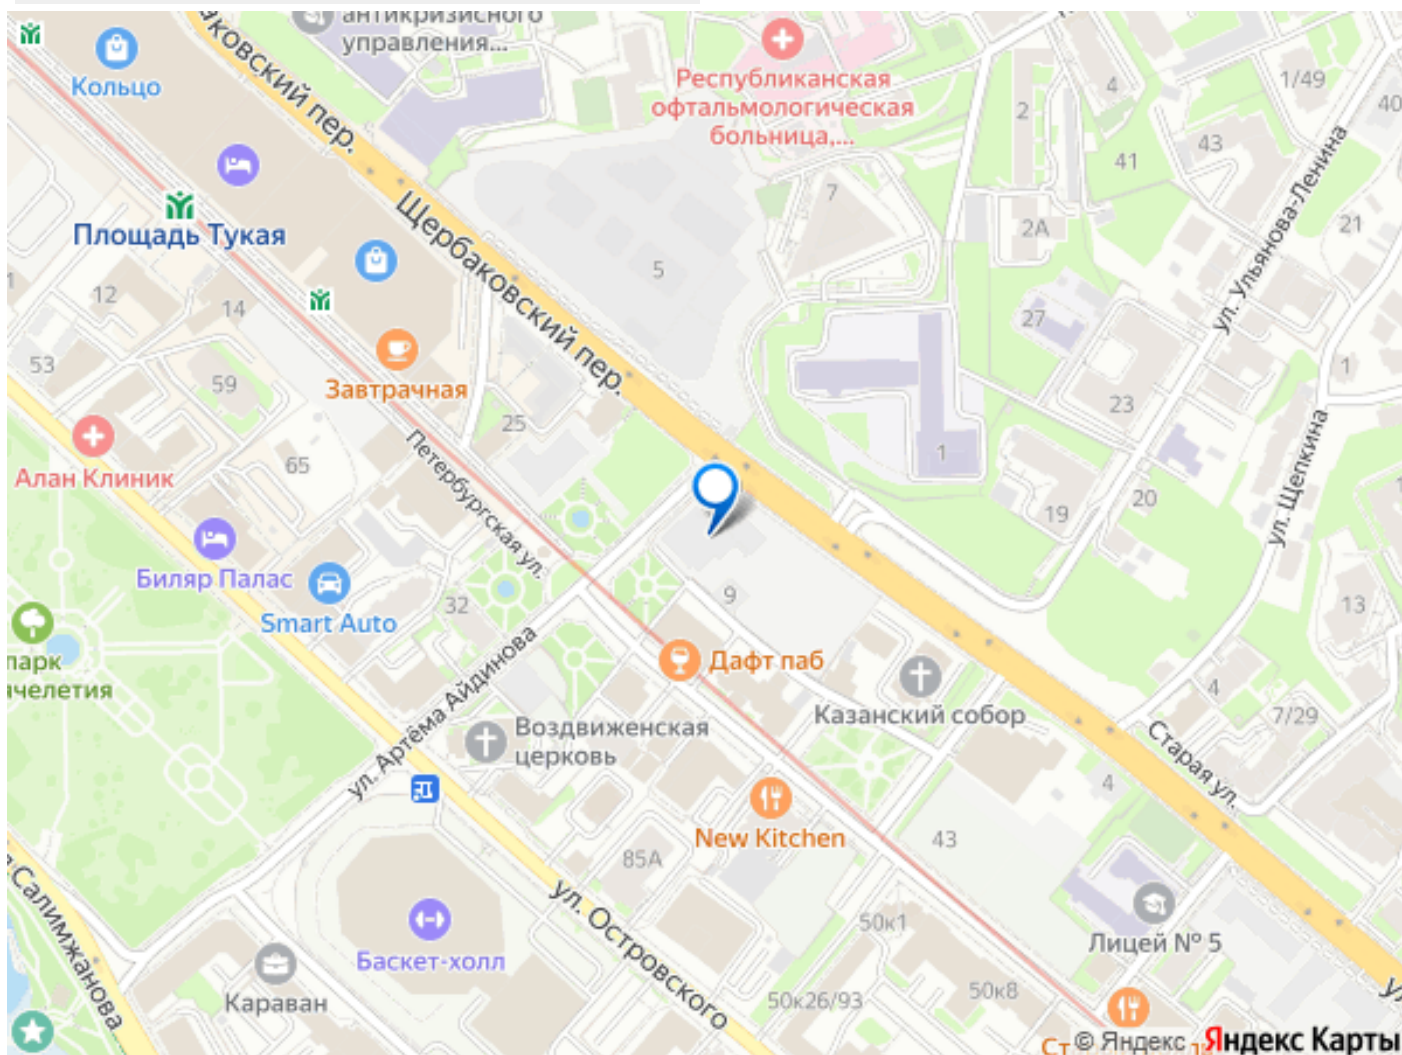 антикризисного
управления...
Кольцо
Республиканская
офтальмологическая
больница,...
4
1/49
40
2
43
41
7
Щербаковский пер.
ул. Ульянова-Ленина
21
2А
Площадь Тукая
5
12
14
27
53
59
Завтрачная
25
23
1
1
Алан Клиник
65
Петербургская ул.
20
19
ул. Щепкина
Биляр Палас
Smart Auto
32
9
13
парк
ячелетия
ул. Артёма Айдинова
Дафт паб
Казанский собор
4
7/29
Воздвиженская
церковь
Старая ул.
4
New Kitchen
43
85А
ул. Островского
50к1
Лицей № 5
Баскет-холл
Салимжанова
Караван
50к26/93
50к8
© Яндекс Яндекс Карты